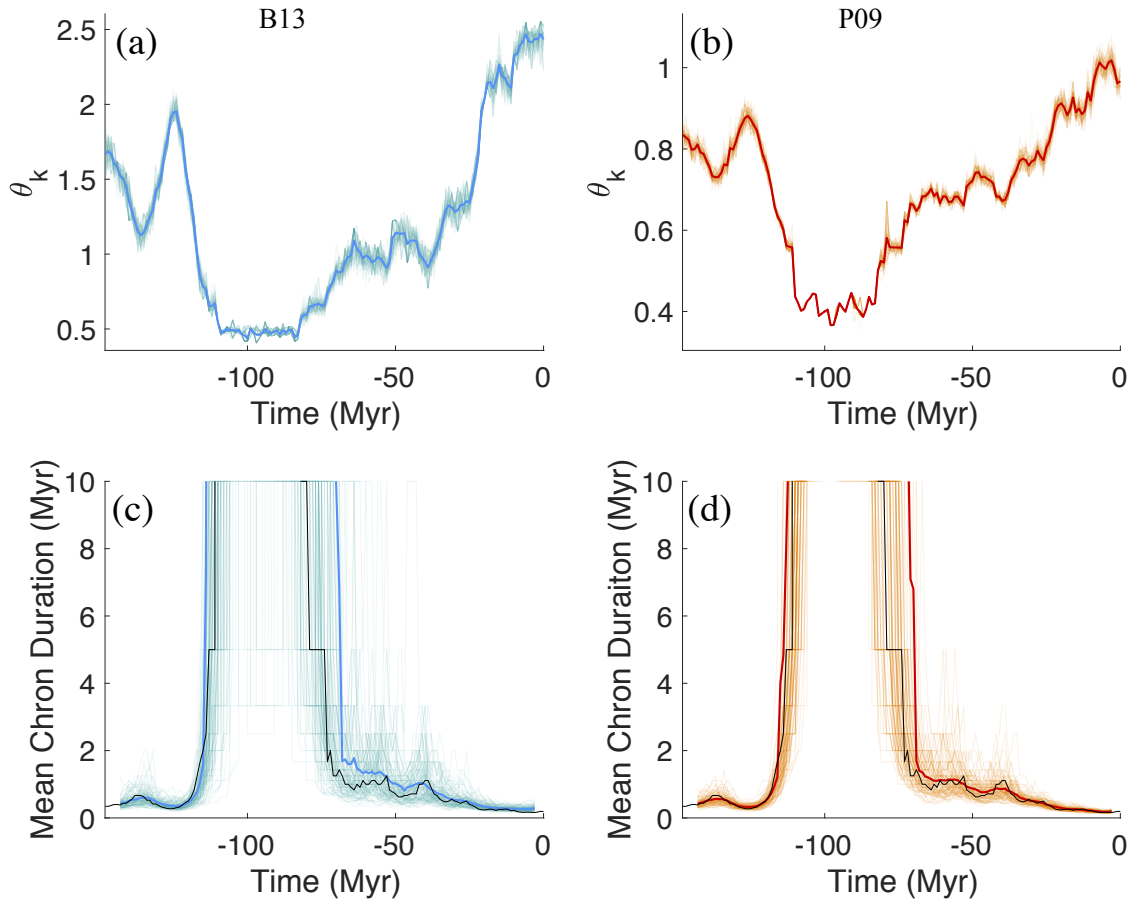 B13
P09
(a)
(b)
2.5
2
1.5
1
0.5
θk
-100
-50
0
Time (Myr)
1
0.8
0.6
0.4
θk
-100
-50
0
Time (Myr)
(c)
(d)
10
8
6
4
2
0
Mean Chron Duration (Myr)
-100
-50
0
Time (Myr)
10
8
6
4
2
0
Mean Chron Duraiton (Myr)
-100
-50
0
Time (Myr)